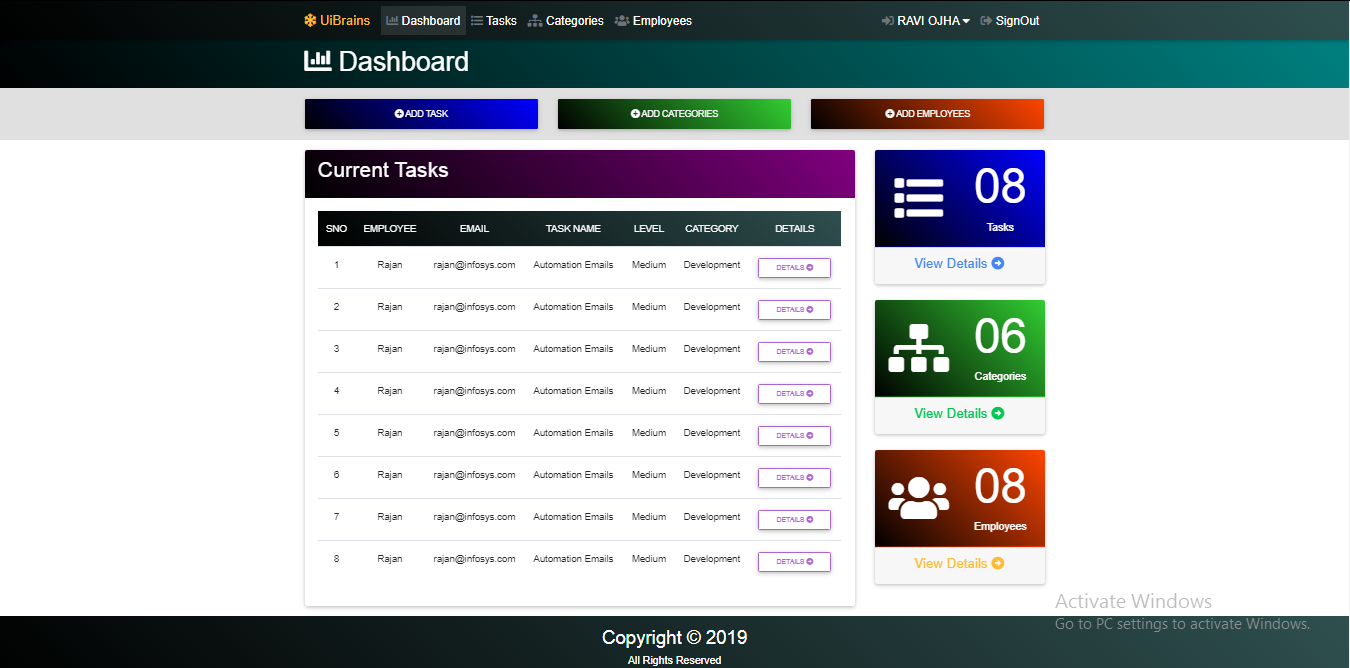 UiBrains Dashboard Tasks Categories Employees RAVI OJHA SignOut
Dashboard
ADD TASK ADD CATEGORIES ADD EMPLOYEES
Current Tasks
SNO EMPLOYEE EMAIL TASK NAME LEVEL CATEGORY DETAILS
1 Rajan rajan@infosys.com Automation Emails Medium Development DETAILS
2 Rajan rajan@infosys.com Automation Emails Medium Development DETAILS
3 Rajan rajan@infosys.com Automation Emails Medium Development DETAILS
4 Rajan rajan@infosys.com Automation Emails Medium Development DETAILS
5 Rajan rajan@infosys.com Automation Emails Medium Development DETAILS
6 Rajan rajan@infosys.com Automation Emails Medium Development DETAILS
7 Rajan rajan@infosys.com Automation Emails Medium Development DETAILS
8 Rajan rajan@infosys.com Automation Emails Medium Development DETAILS
08
Tasks
View Details
06
Categories
View Details
08
Employees
View Details
Activate Windows
Go to PC settings to activate Windows.
Copyright © 2019
All Rights Reserved